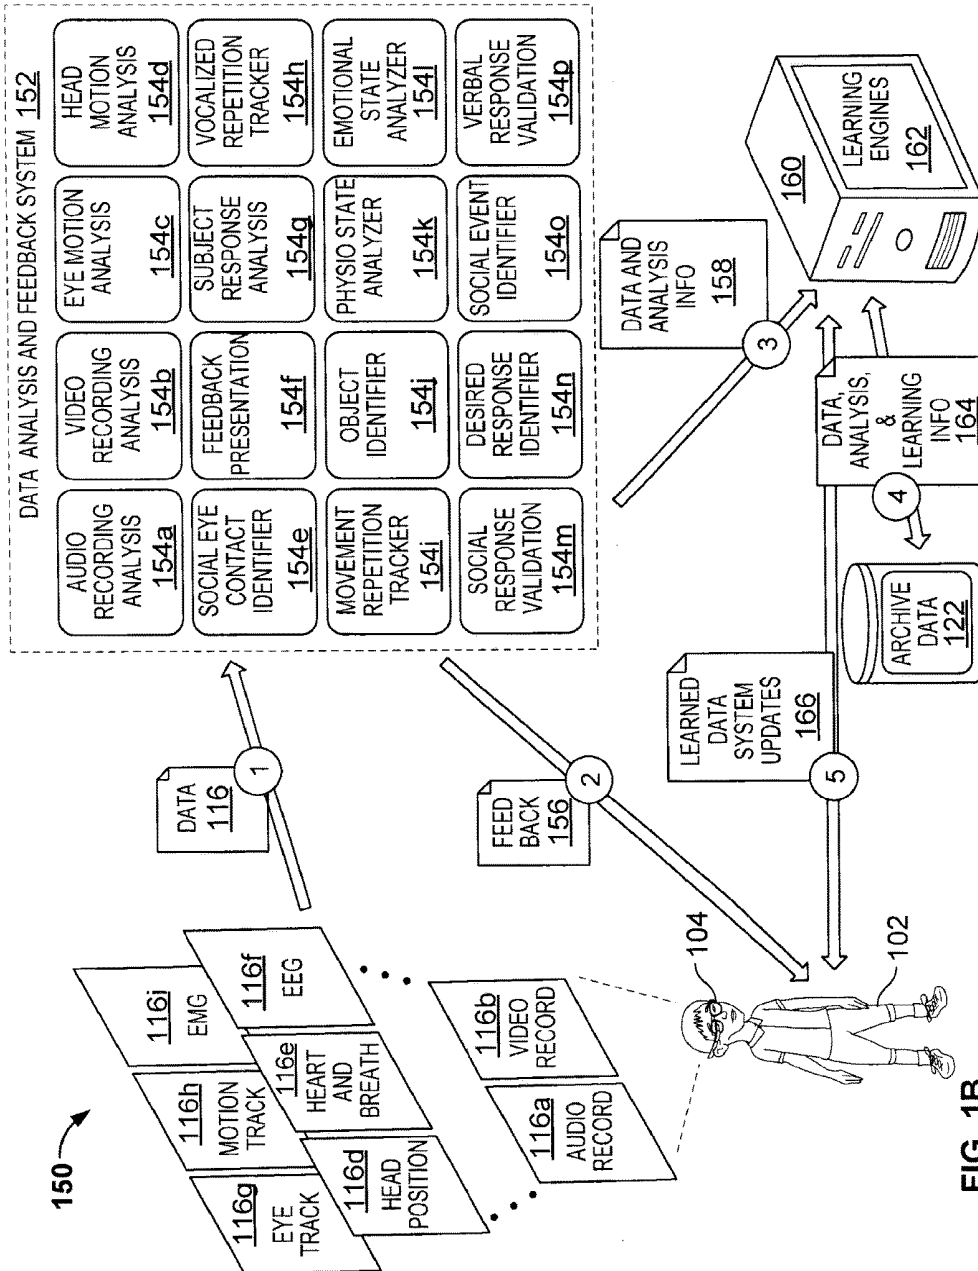 150
116g
EYE
TRACK
116h
MOTION
TRACK
116i
EMG
116d
HEAD
POSITION
116e
HEART
AND
BREATH
116f
EEG
116a
AUDIO
RECORD
116b
VIDEO
RECORD
104
102
DATA
116
1
FEED
BACK
156
2
DATA ANALYSIS AND FEEDBACK SYSTEM 152
AUDIO
RECORDING
ANALYSIS
154a
VIDEO
RECORDING
ANALYSIS
154b
EYE MOTION
ANALYSIS
154c
HEAD
MOTION
ANALYSIS
154d
SOCIAL EYE
CONTACT
IDENTIFIER
154e
FEEDBACK
PRESENTATION
154f
SUBJECT
RESPONSE
ANALYSIS
154g
VOCALIZED
REPETITION
TRACKER
154h
MOVEMENT
REPETITION
TRACKER
154i
OBJECT
IDENTIFIER
154j
PHYSIO STATE
ANALYZER
154k
EMOTIONAL
STATE
ANALYZER
154l
SOCIAL
RESPONSE
VALIDATION
154m
DESIRED
RESPONSE
IDENTIFIER
154n
SOCIAL EVENT
IDENTIFIER
154o
VERBAL
RESPONSE
VALIDATION
154p
DATA AND
ANALYSIS
INFO
158
3
160
LEARNING
ENGINES
162
DATA,
ANALYSIS,
&
LEARNING
INFO
164
4
ARCHIVE
DATA
122
LEARNED
DATA
SYSTEM
UPDATES
166
5
FIG. 1B